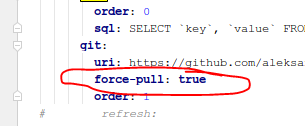 order: 0
sql: SELECT `key`, `value` FRO
git:
uri: https://github.com/aleksa
force-pull: true
order: 1
# refresh: